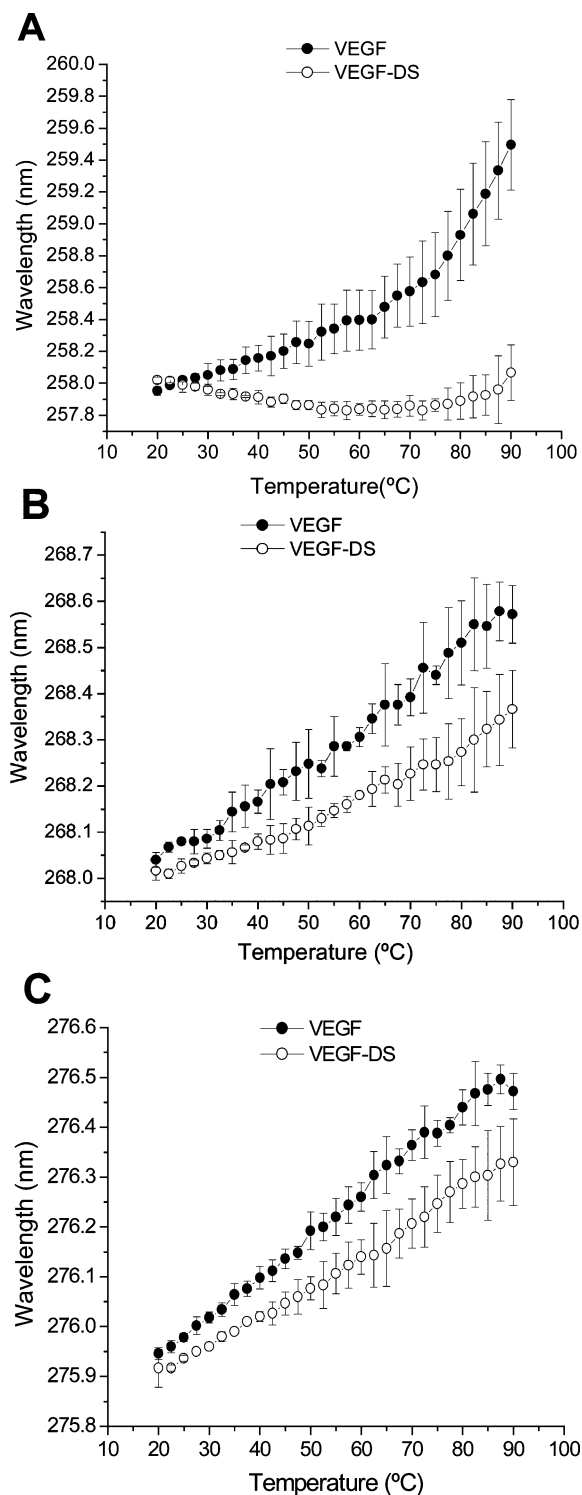 A
VEGF
VEGF-DS
260.0
259.8
259.6
259.4
259.2
259.0
258.8
258.6
258.4
258.2
258.0
257.8
Wavelength (nm)
10 20 30 40 50 60 70 80 90 100
Temperature(ºC)
B
VEGF
VEGF-DS
268.7
268.6
268.5
268.4
268.3
268.2
268.1
268.0
Wavelength (nm)
10 20 30 40 50 60 70 80 90 100
Temperature (ºC)
C
VEGF
VEGF-DS
276.6
276.5
276.4
276.3
276.2
276.1
276.0
275.9
275.8
Wavelength (nm)
10 20 30 40 50 60 70 80 90 100
Temperature (ºC)